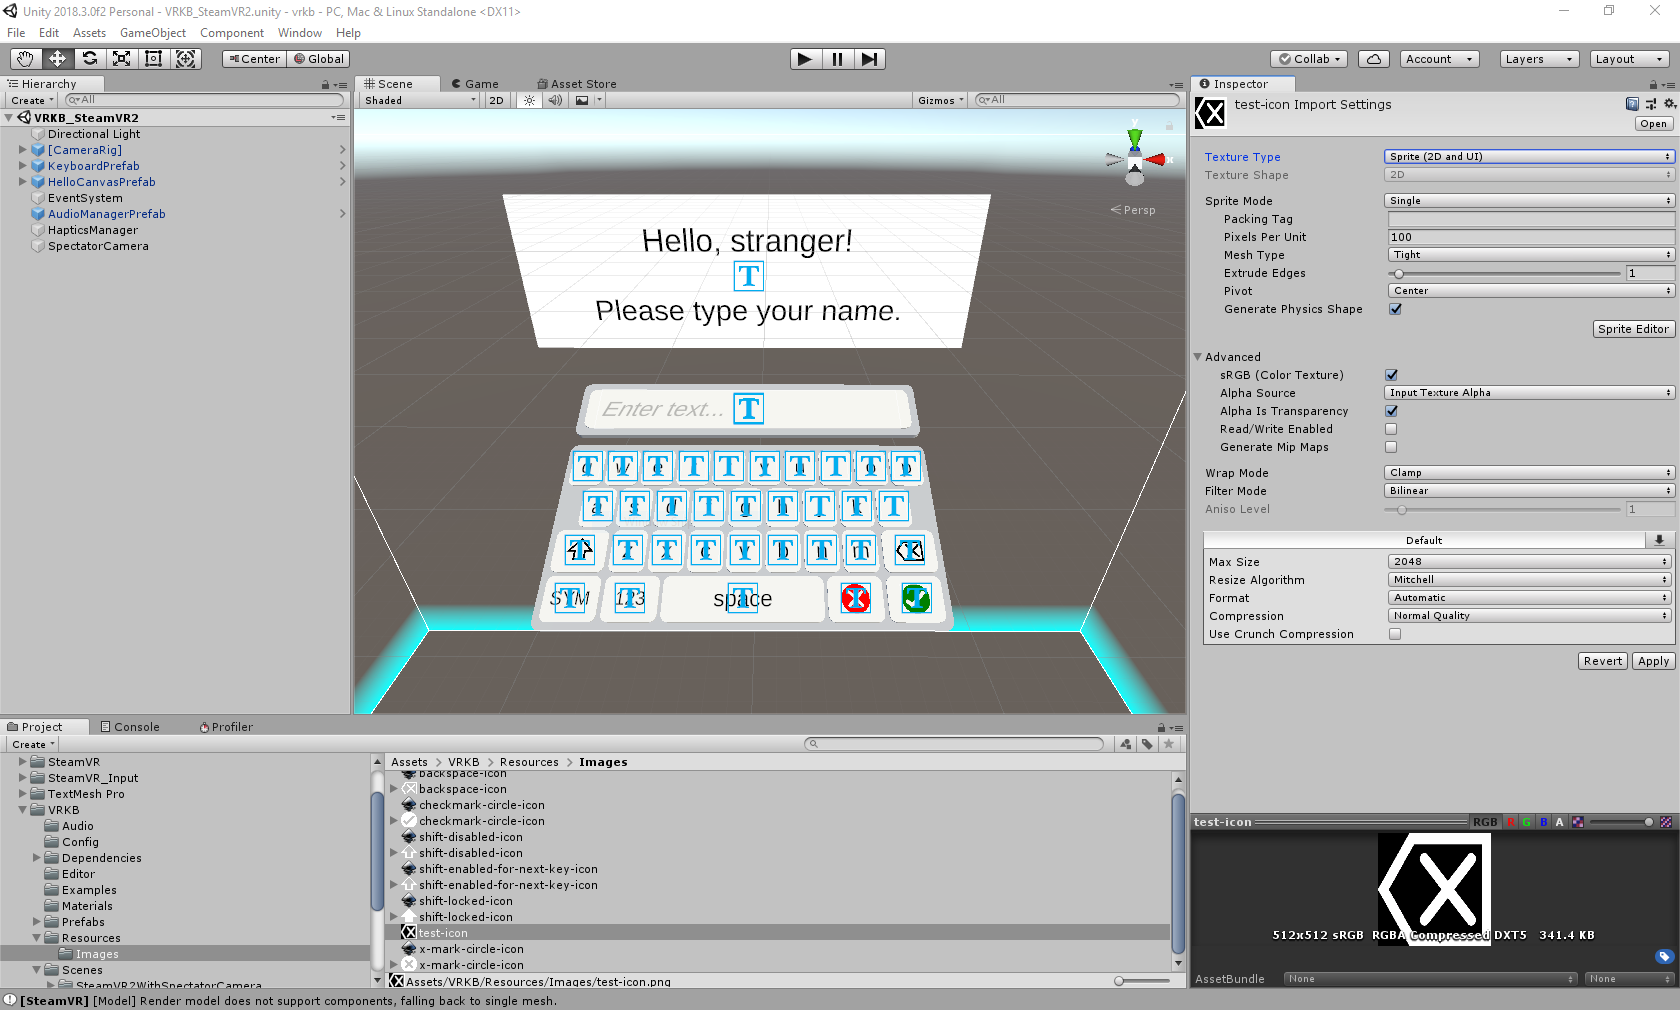 Unity 2018.3.0f2 Personal - VRKB_SteamVR2.unity - vrkb - PC, Mac & Linux Standalone <DX11>
File Edit Assets GameObject Component Window Help
Center Global
Collab Account Layers Layout
Hierarchy
Create All
VRKB_SteamVR2
Directional Light
[CameraRig]
KeyboardPrefab
HelloCanvasPrefab
EventSystem
AudioManagerPrefab
HapticsManager
SpectatorCamera
Scene Game Asset Store
Shaded 2D Gizmos All
y
x
Persp
Hello, stranger!
Please type your name.
Enter text...
SYM 123 space
Inspector
test-icon Import Settings
Open
Texture Type Sprite (2D and UI)
Texture Shape 2D
Sprite Mode Single
Packing Tag
Pixels Per Unit 100
Mesh Type Tight
Extrude Edges 1
Pivot Center
Generate Physics Shape
Sprite Editor
Advanced
sRGB (Color Texture)
Alpha Source Input Texture Alpha
Alpha Is Transparency
Read/Write Enabled
Generate Mip Maps
Wrap Mode Clamp
Filter Mode Bilinear
Aniso Level 1
Default
Max Size 2048
Resize Algorithm Mitchell
Format Automatic
Compression Normal Quality
Use Crunch Compression
Revert Apply
Project Console Profiler
Create
SteamVR
SteamVR_Input
TextMesh Pro
VRKB
Audio
Config
Dependencies
Editor
Examples
Materials
Prefabs
Resources
Images
Scenes
SteamVR2WithSpectatorCamera
Assets > VRKB > Resources > Images
backspace-icon
backspace-icon
checkmark-circle-icon
checkmark-circle-icon
shift-disabled-icon
shift-disabled-icon
shift-enabled-for-next-key-icon
shift-enabled-for-next-key-icon
shift-locked-icon
shift-locked-icon
test-icon
x-mark-circle-icon
x-mark-circle-icon
Assets/VRKB/Resources/Images/test-icon.png
test-icon RGB R G B A
512x512 sRGB RGBA Compressed DXT5 341.4 KB
AssetBundle None None
[SteamVR] [Model] Render model does not support components, falling back to single mesh.